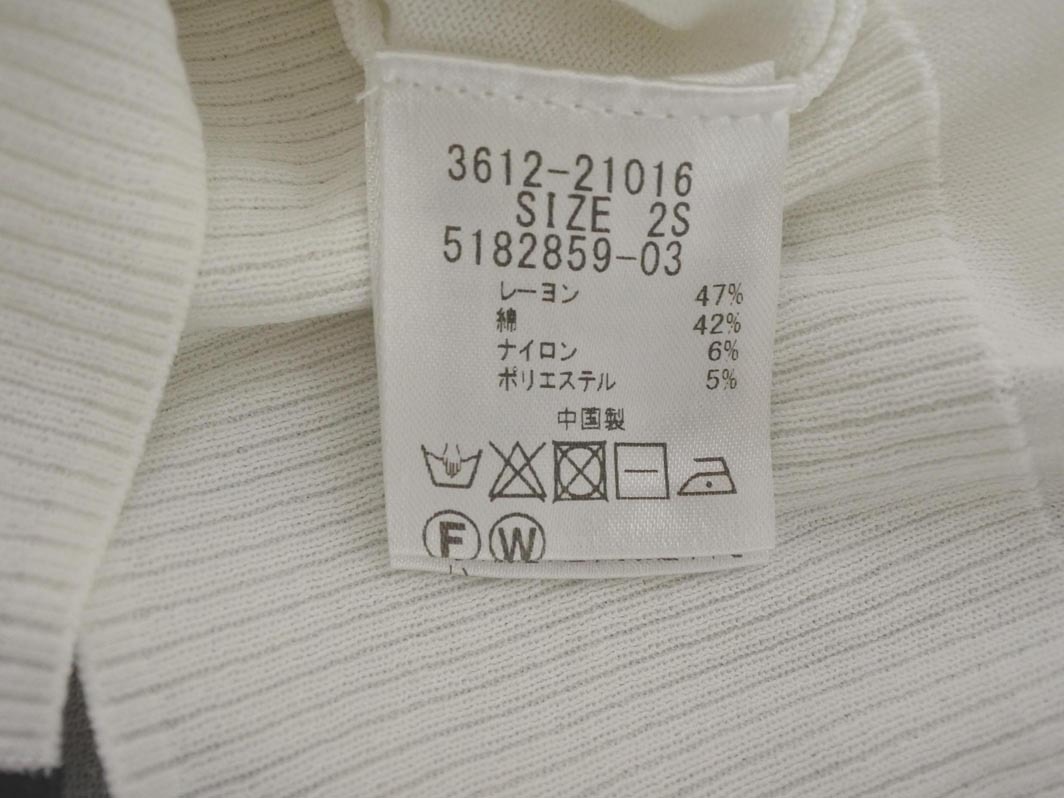 3612-21016
SIZE 2S
5182859-03
レーヨン 47%
綿 42%
ナイロン 6%
ポリエステル 5%
中国製
F W